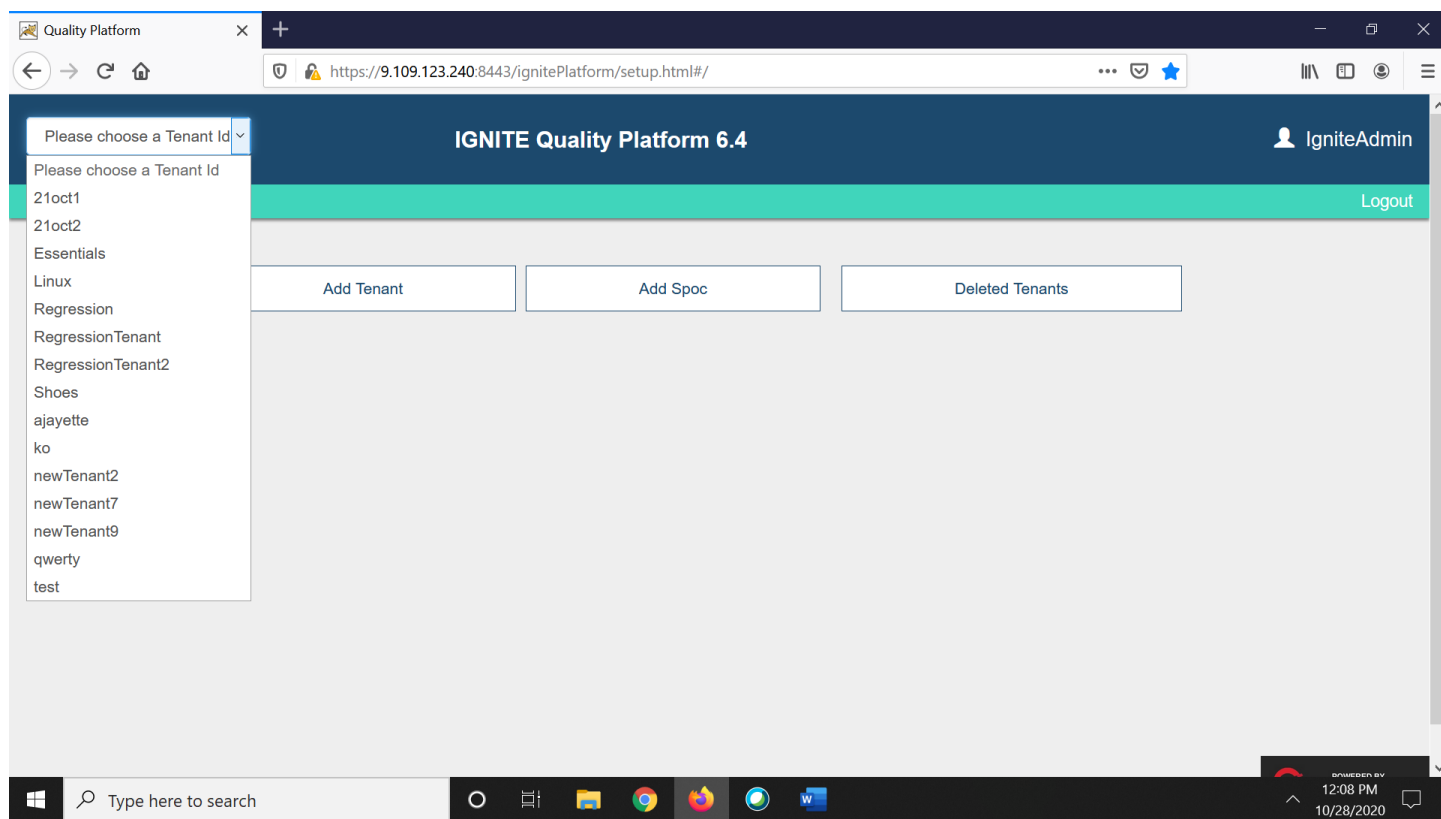 Quality Platform
https://9.109.123.240:8443/ignitePlatform/setup.html#/
Please choose a Tenant Id
IGNITE Quality Platform 6.4
IgniteAdmin
Logout
Please choose a Tenant Id
21oct1
21oct2
Essentials
Linux
Regression
RegressionTenant
RegressionTenant2
Shoes
ajayette
ko
newTenant2
newTenant7
newTenant9
qwerty
test
Add Tenant
Add Spoc
Deleted Tenants
POWERED BY
Type here to search
W
12:08 PM
10/28/2020